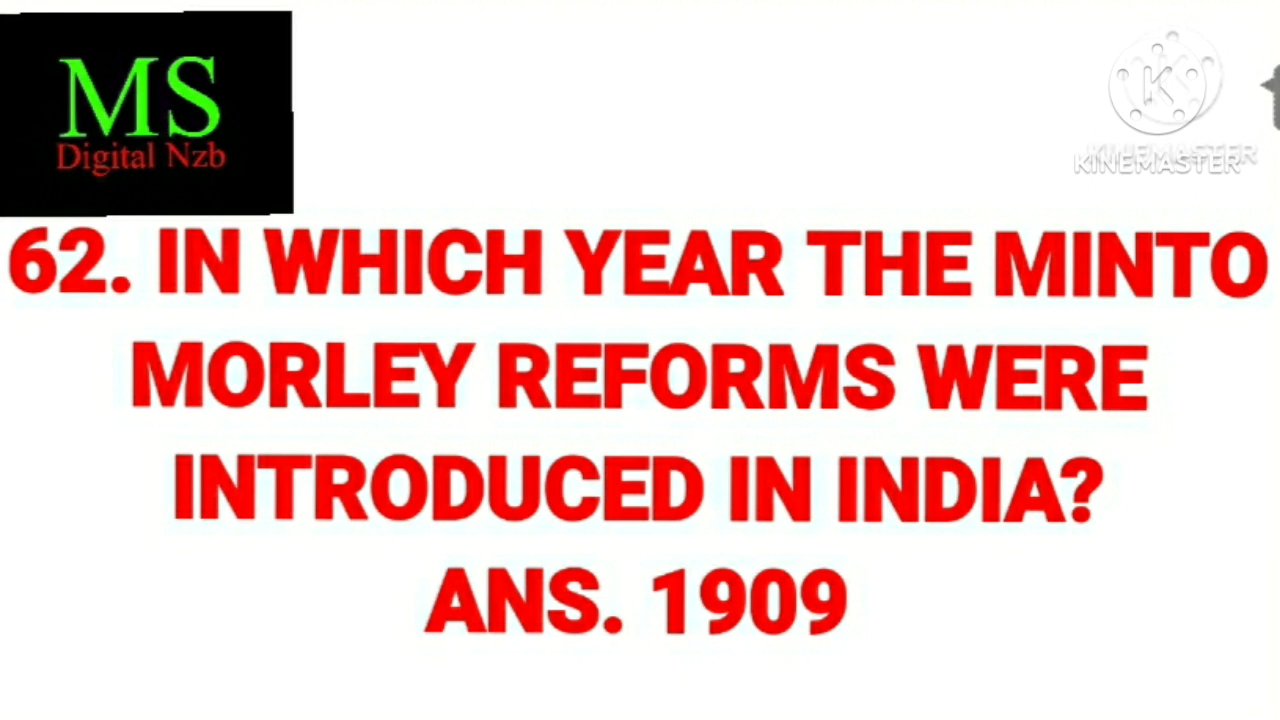 MS
Digital Nzb
KINEMASTER
62. IN WHICH YEAR THE MINTO
MORLEY REFORMS WERE
INTRODUCED IN INDIA?
ANS. 1909